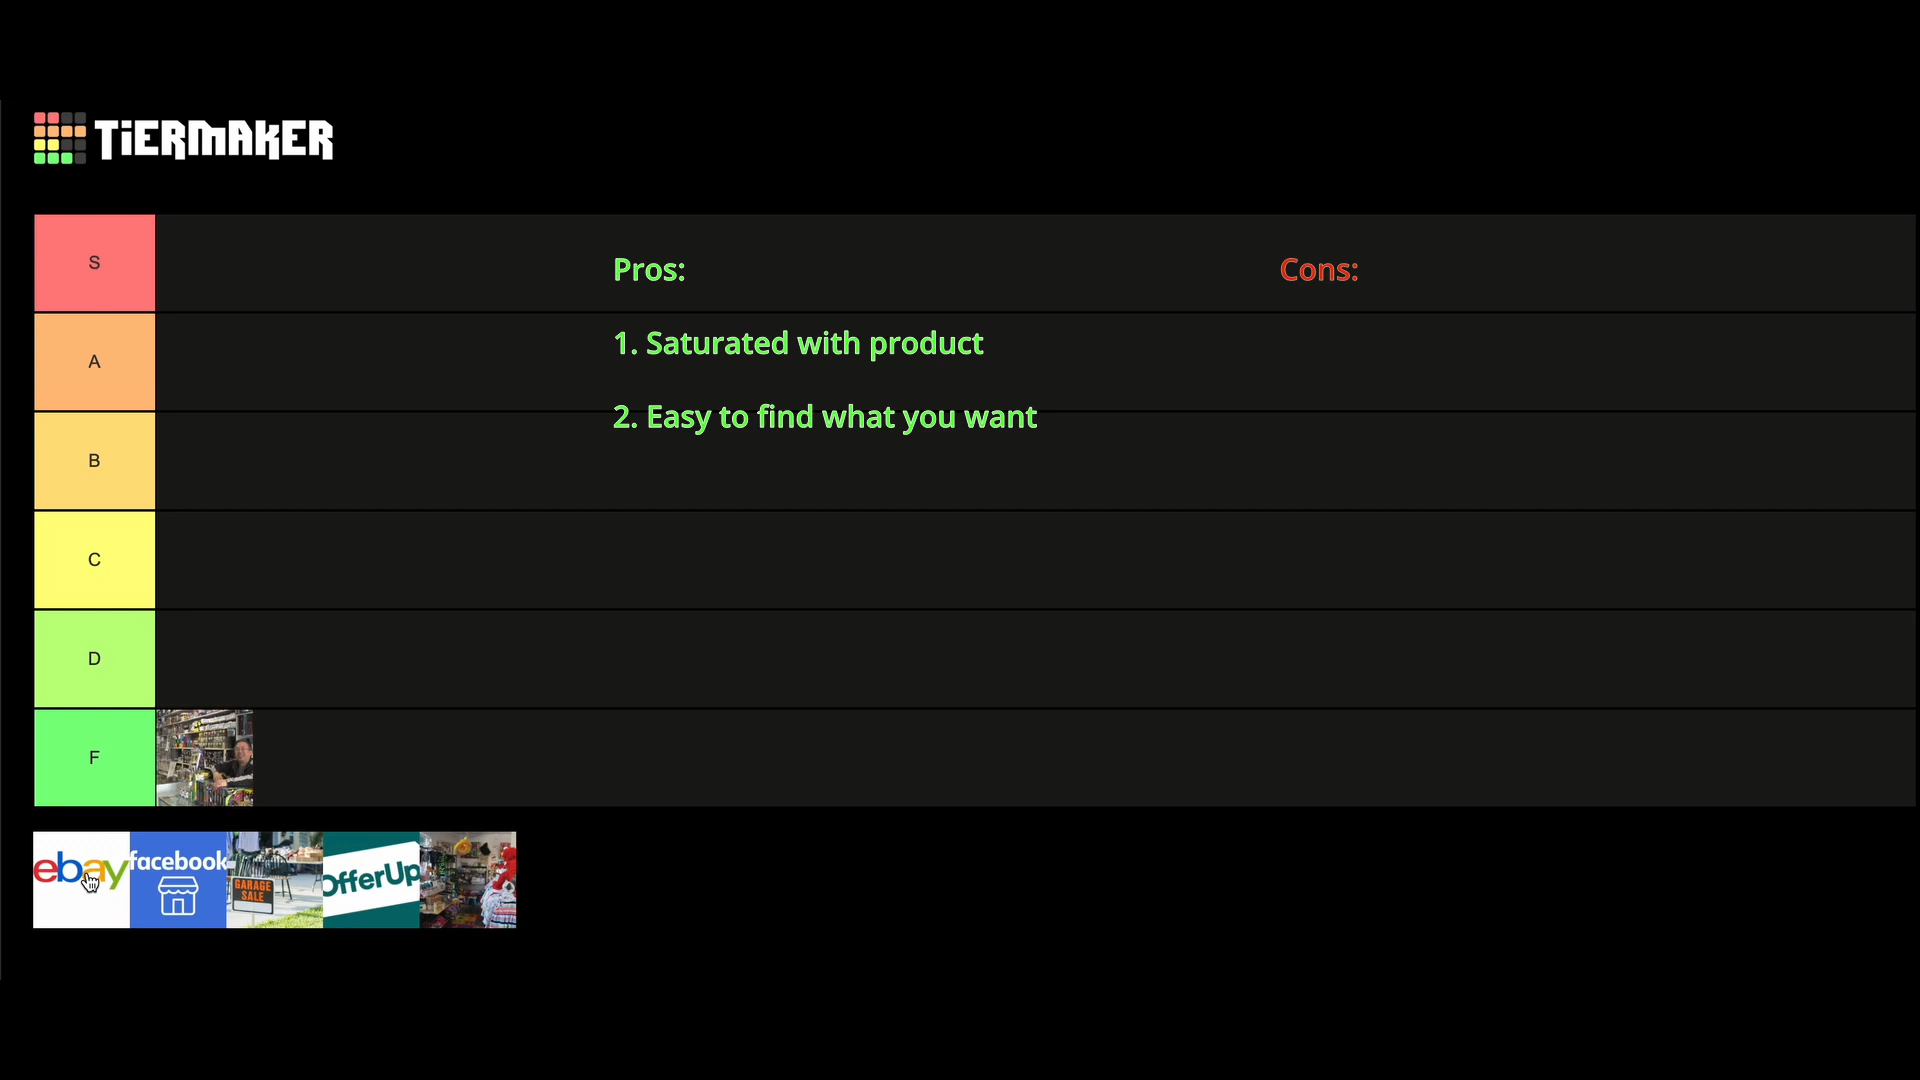 TiERMAKER
S
Pros:
Cons:
A
1. Saturated with product
2. Easy to find what you want
B
C
D
F
ebay
facebook
GARAGE
SALE
OfferUp